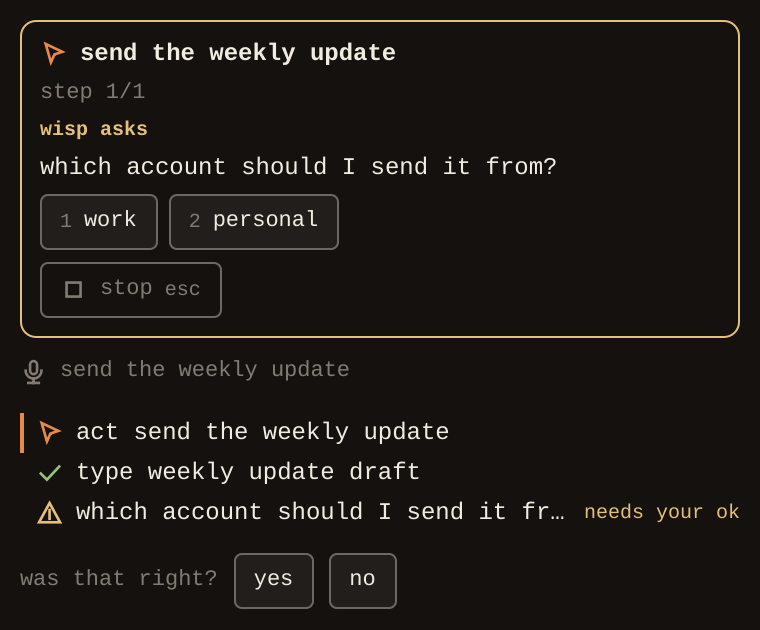 send the weekly update
step 1/1
wisp asks
which account should I send it from?
1 work 2 personal
stop esc
send the weekly update
act send the weekly update
type weekly update draft
which account should I send it fr… needs your ok
was that right? yes no